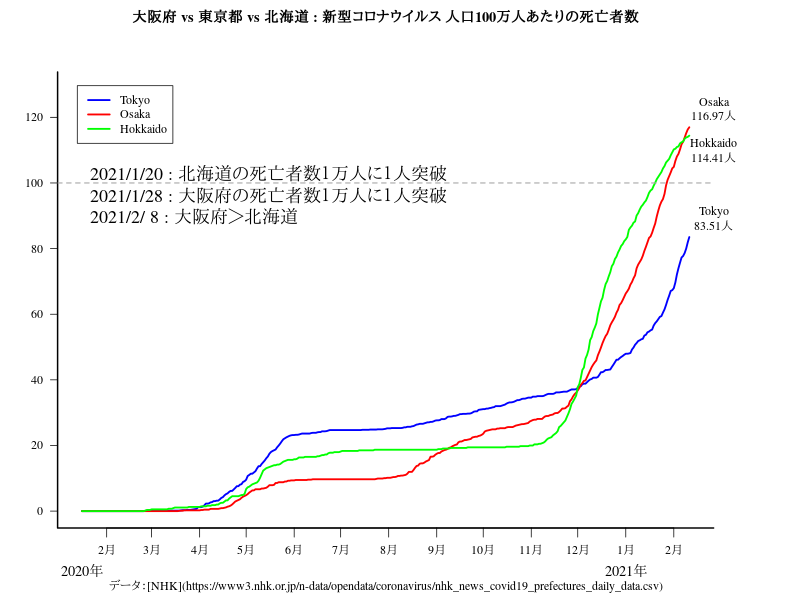 大阪府 vs 東京都 vs 北海道 : 新型コロナウイルス 人口100万人あたりの死亡者数
Tokyo
Osaka
Hokkaido
Osaka
116.97人
Hokkaido
114.41人
Tokyo
83.51人
2021/1/20 : 北海道の死亡者数1万人に1人突破
2021/1/28 : 大阪府の死亡者数1万人に1人突破
2021/2/ 8 : 大阪府＞北海道
120
100
80
60
40
20
0
2月 3月 4月 5月 6月 7月 8月 9月 10月 11月 12月 1月 2月
2020年 2021年
データ：[NHK](https://www3.nhk.or.jp/n-data/opendata/coronavirus/nhk_news_covid19_prefectures_daily_data.csv)